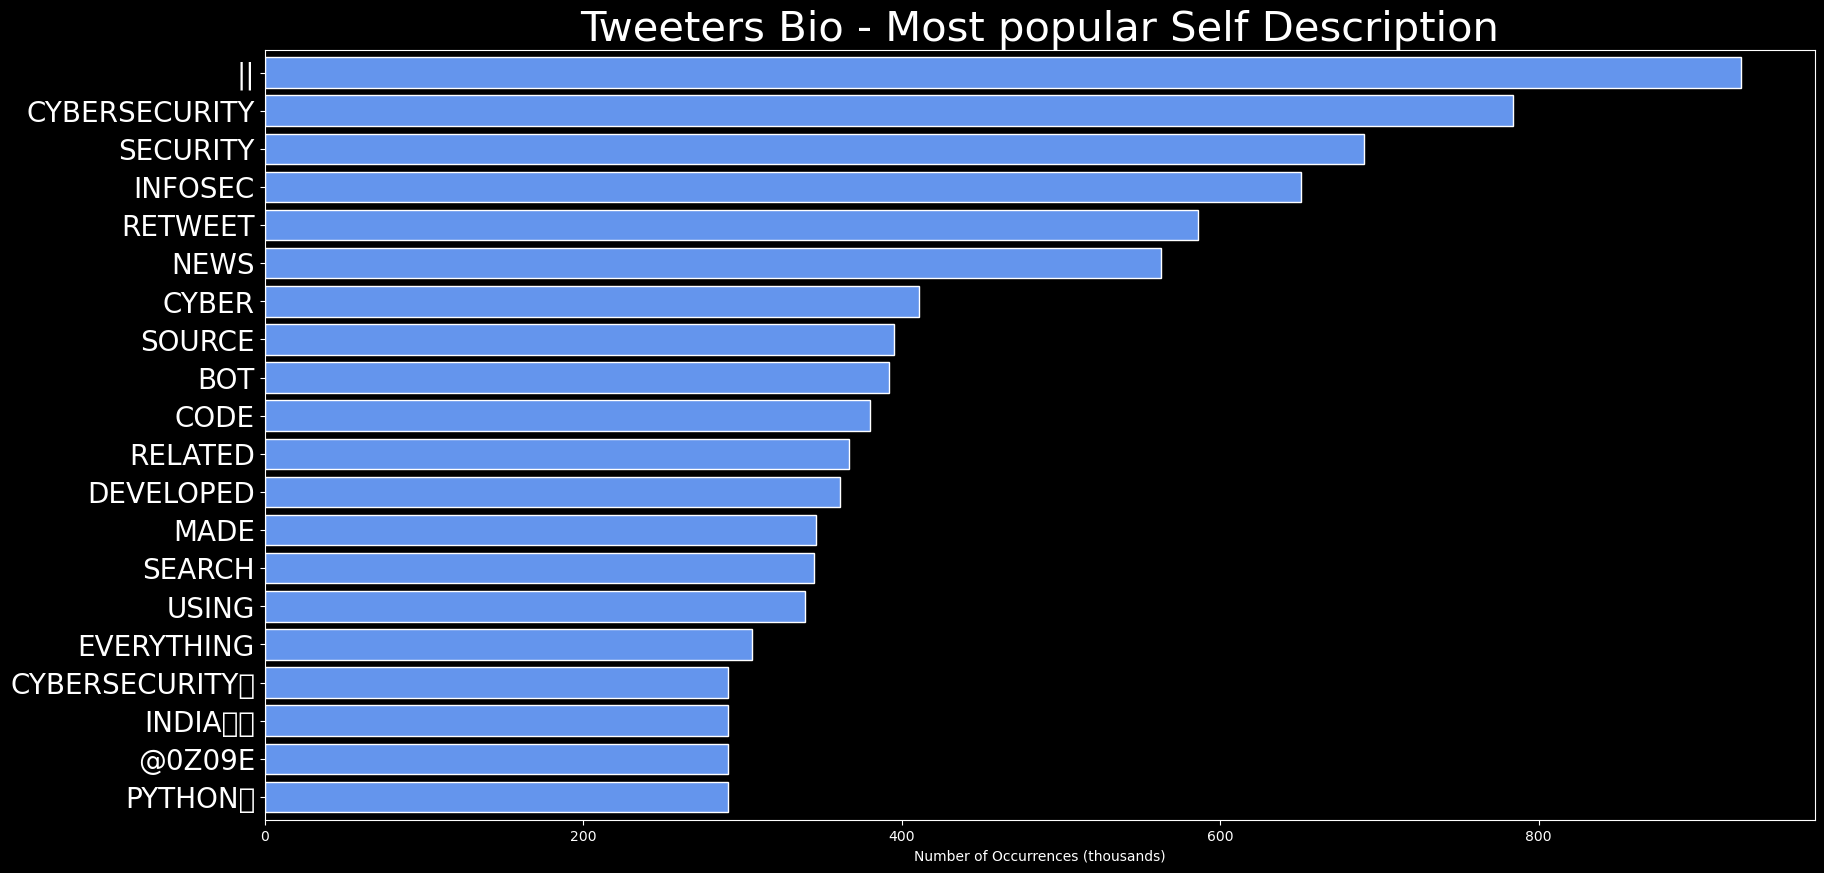 Tweeters Bio - Most popular Self Description
||
CYBERSECURITY
SECURITY
INFOSEC
RETWEET
NEWS
CYBER
SOURCE
BOT
CODE
RELATED
DEVELOPED
MADE
SEARCH
USING
EVERYTHING
CYBERSECURITY▯
INDIA▯▯
@0Z09E
PYTHON▯
0 200 400 600 800
Number of Occurrences (thousands)